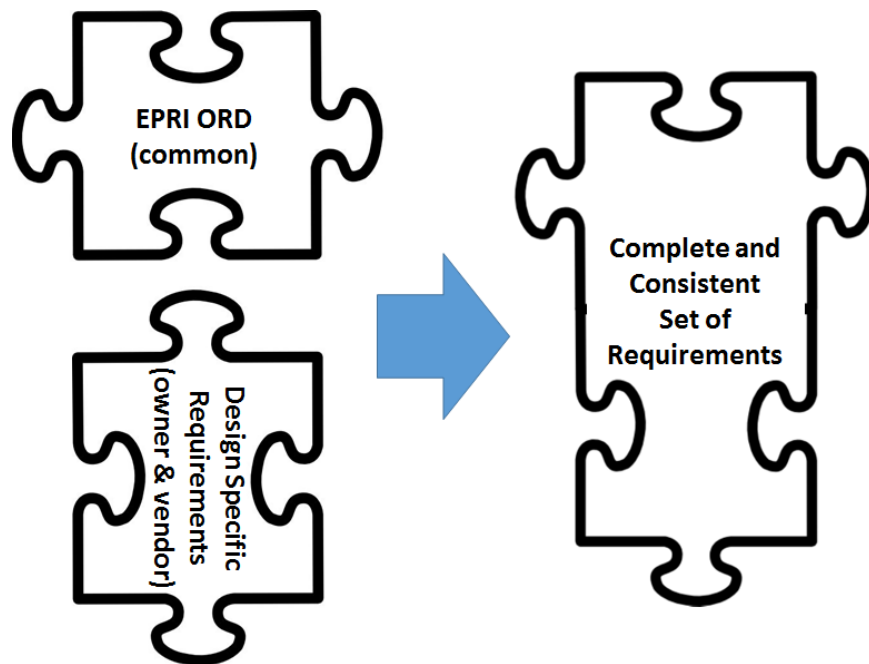 EPRI ORD
(common)
Design Specific
Requirements
(owner & vendor)
Complete and
Consistent
Set of
Requirements